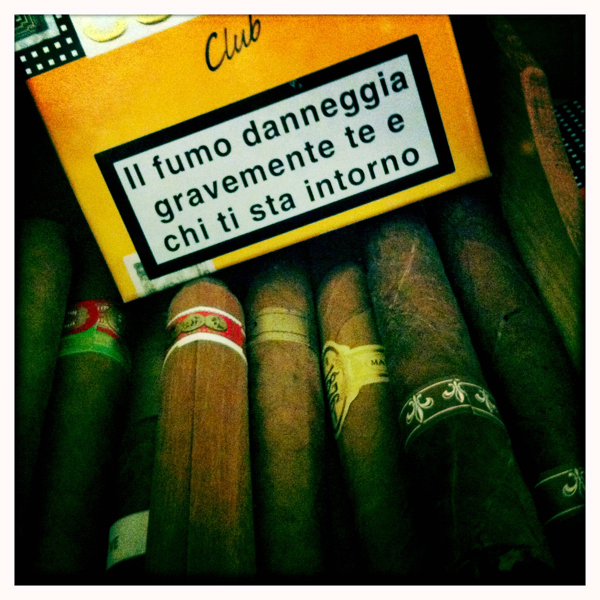 Club
Il fumo danneggia
gravemente te e
chi ti sta intorno